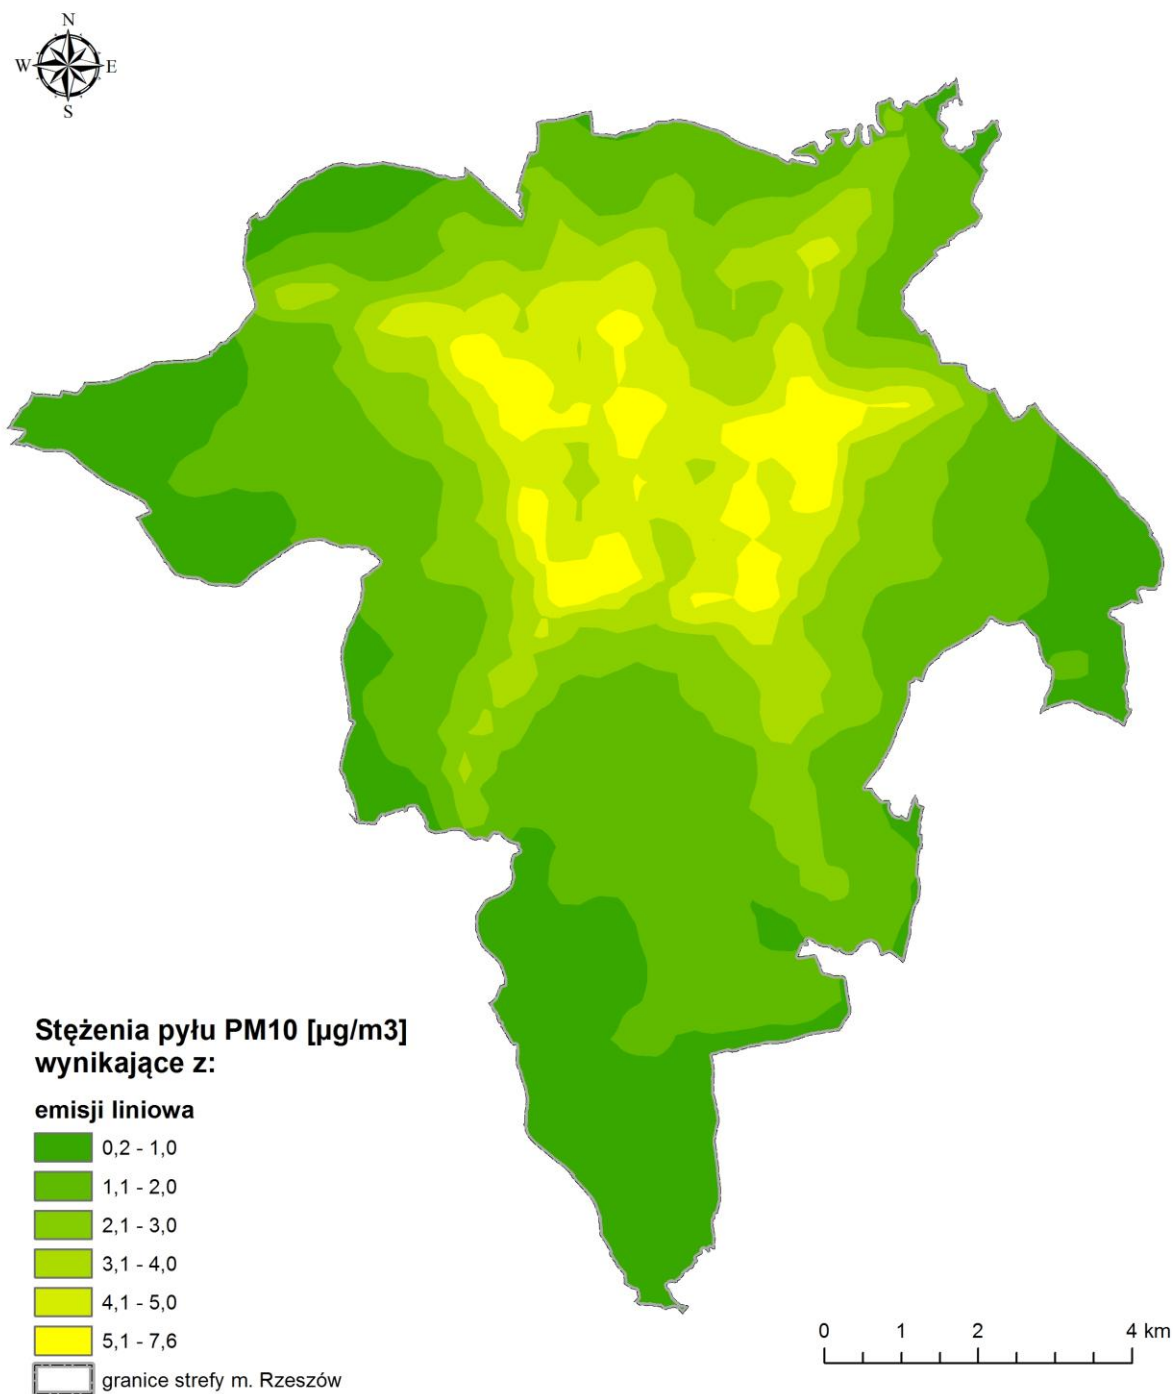 N
W E
S
Stężenia pyłu PM10 [µg/m3]
wynikające z:
emisji liniowa
0,2 - 1,0
1,1 - 2,0
2,1 - 3,0
3,1 - 4,0
4,1 - 5,0
5,1 - 7,6
granice strefy m. Rzeszów
0 1 2 4 km